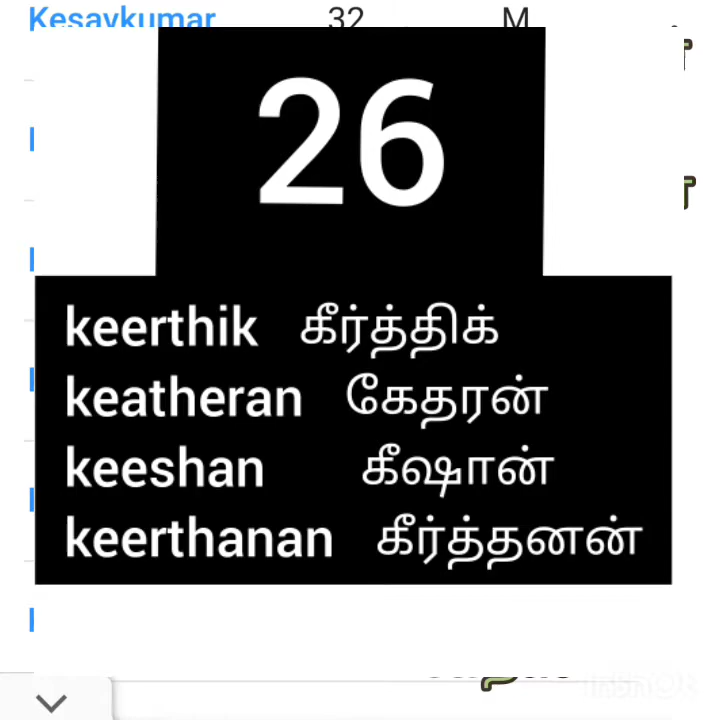 Kesavkumar 32 M
26
keerthik கீர்த்திக்
keatheran கேதரன்
keeshan கீஷான்
keerthanan கீர்த்தனன்